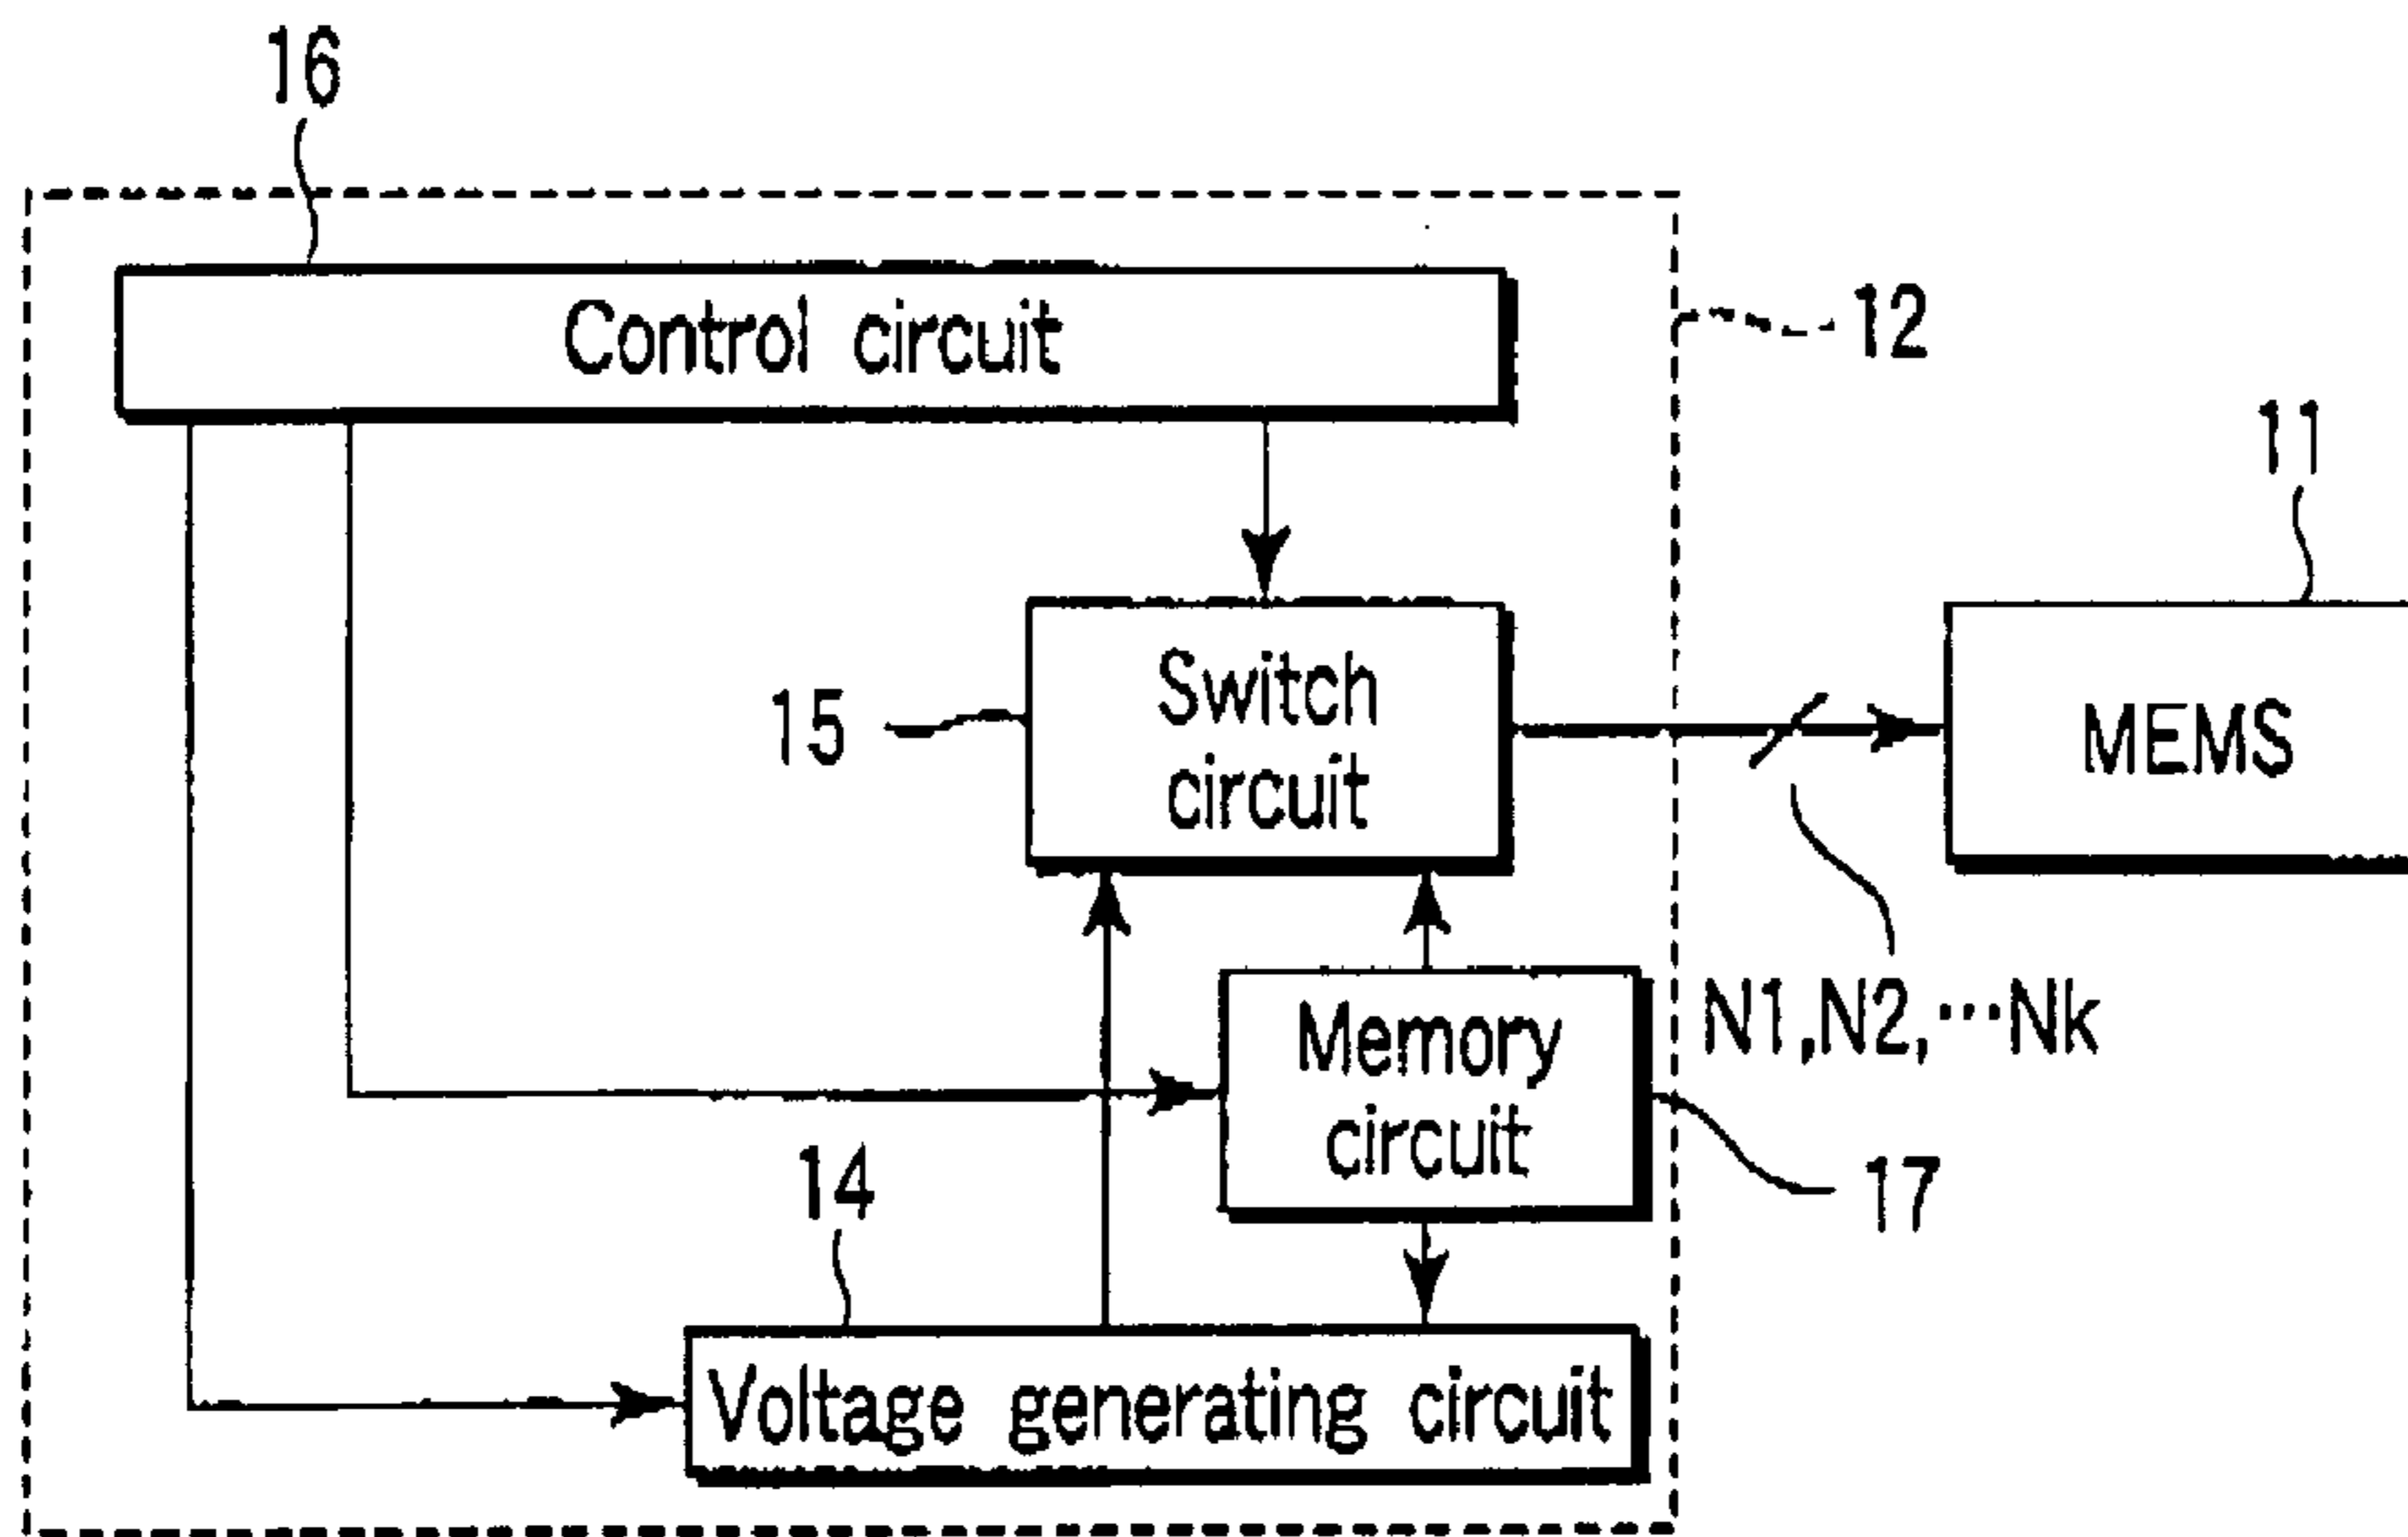 16
Control circuit
12
11
15
Switch
circuit
MEMS
N1,N2,···Nk
Memory
circuit
14
17
Voltage generating circuit